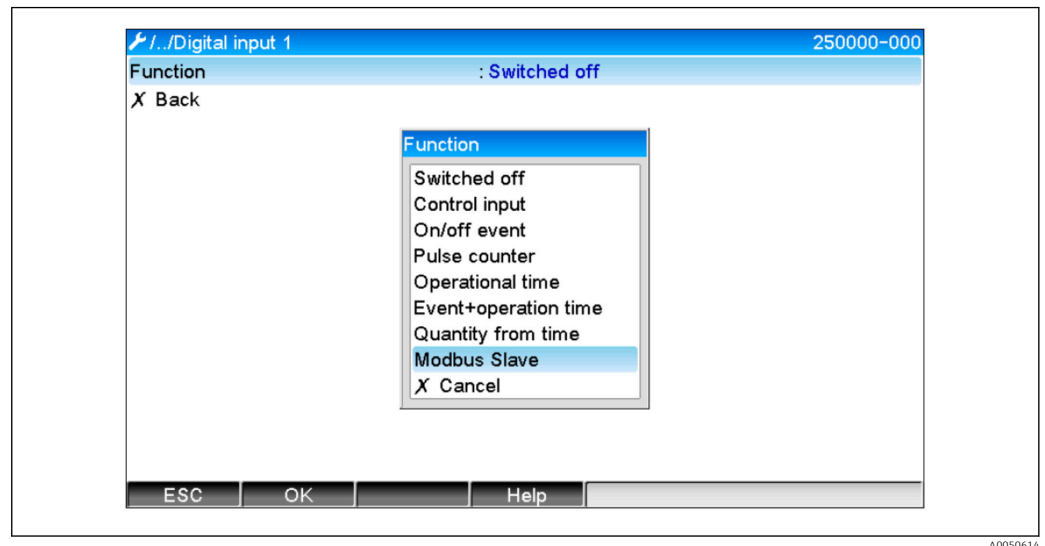 /../Digital input 1 250000-000
Function : Switched off
X Back
Function
Switched off
Control input
On/off event
Pulse counter
Operational time
Event+operation time
Quantity from time
Modbus Slave
X Cancel
ESC OK Help
A0050614